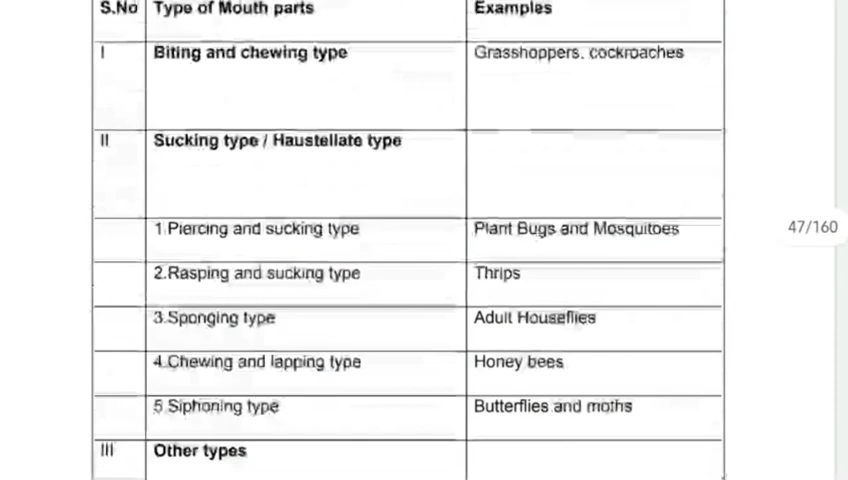 S.No Type of Mouth parts Examples
I Biting and chewing type Grasshoppers. cockroaches
II Sucking type / Haustellate type
1.Piercing and sucking type Plant Bugs and Mosquitoes
47/160
2.Rasping and sucking type Thrips
3.Sponging type Adult Houseflies
4.Chewing and lapping type Honey bees
5.Siphoning type Butterflies and moths
III Other types